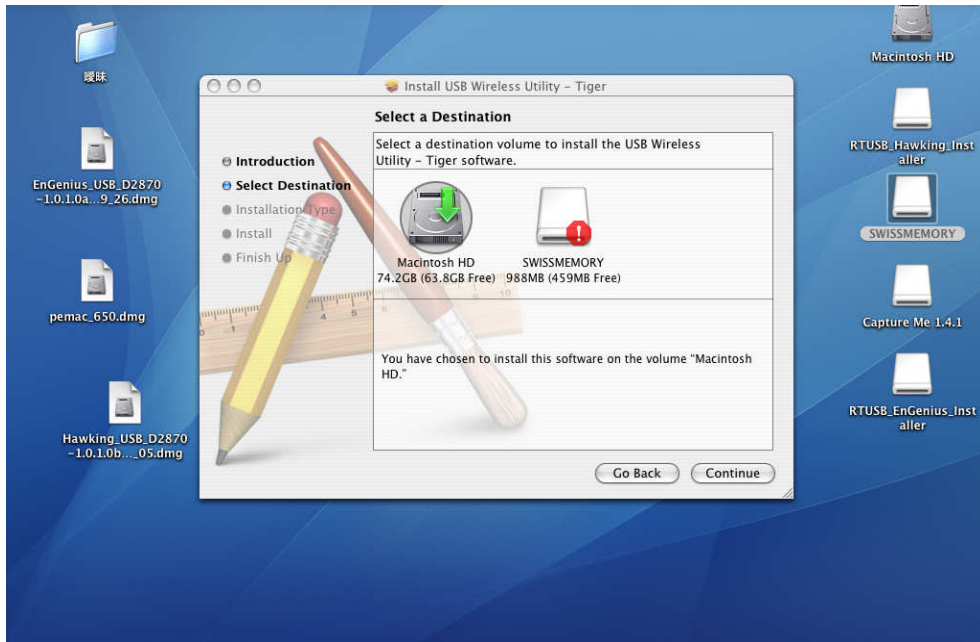 曖昧
EnGenius_USB_D2870
-1.0.1.0a...9_26.dmg
pemac_650.dmg
Hawking_USB_D2870
-1.0.1.0b..._05.dmg
Install USB Wireless Utility – Tiger
Introduction
Select Destination
Installation Type
Install
Finish Up
Select a Destination
Select a destination volume to install the USB Wireless
Utility – Tiger software.
Macintosh HD
74.2GB (63.8GB Free)
SWISSMEMORY
988MB (459MB Free)
You have chosen to install this software on the volume "Macintosh
HD."
Go Back
Continue
Macintosh HD
RTUSB_Hawking_Inst
aller
SWISSMEMORY
Capture Me 1.4.1
RTUSB_EnGenius_Inst
aller